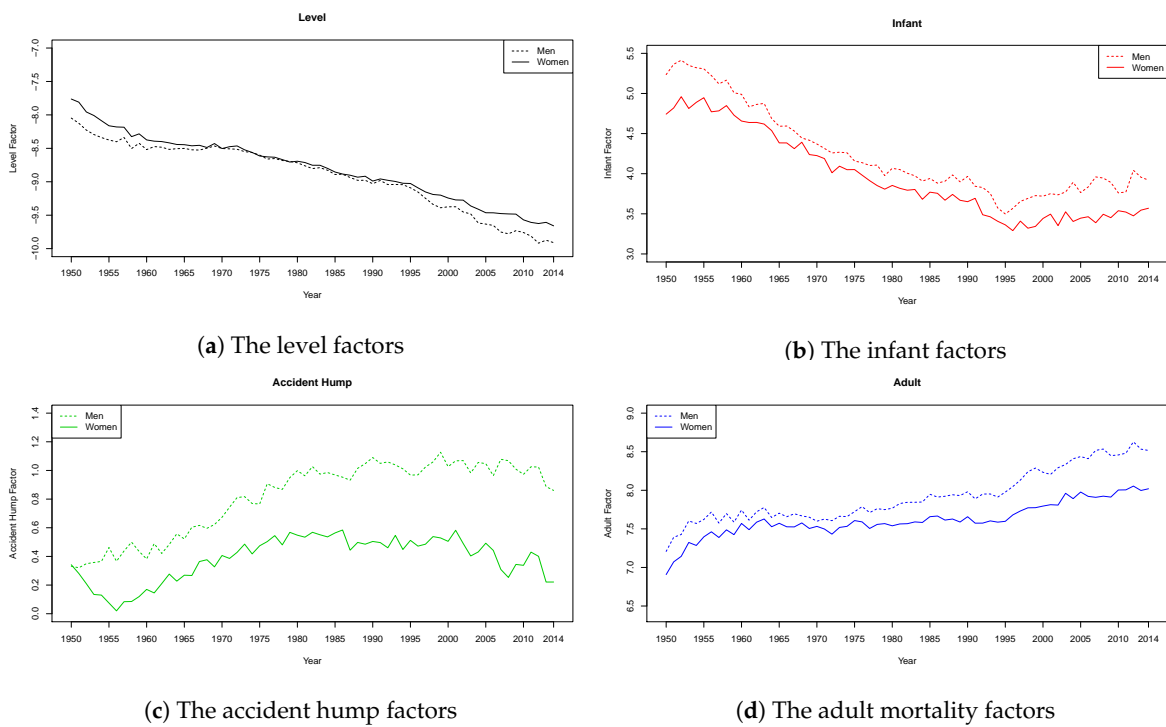 Level
−7.0
−7.5
−8.0
−8.5
−9.0
−9.5
−10.0
Level Factor
Men
Women
1950 1955 1960 1965 1970 1975 1980 1985 1990 1995 2000 2005 2010 2014
Year
(a) The level factors
Infant
5.5
5.0
4.5
4.0
3.5
3.0
Infant Factor
Men
Women
1950 1955 1960 1965 1970 1975 1980 1985 1990 1995 2000 2005 2010 2014
Year
(b) The infant factors
Accident Hump
1.4
1.2
1.0
0.8
0.6
0.4
0.2
0.0
Accident Hump Factor
Men
Women
1950 1955 1960 1965 1970 1975 1980 1985 1990 1995 2000 2005 2010 2014
Year
(c) The accident hump factors
Adult
9.0
8.5
8.0
7.5
7.0
6.5
Adult Factor
Men
Women
1950 1955 1960 1965 1970 1975 1980 1985 1990 1995 2000 2005 2010 2014
Year
(d) The adult mortality factors